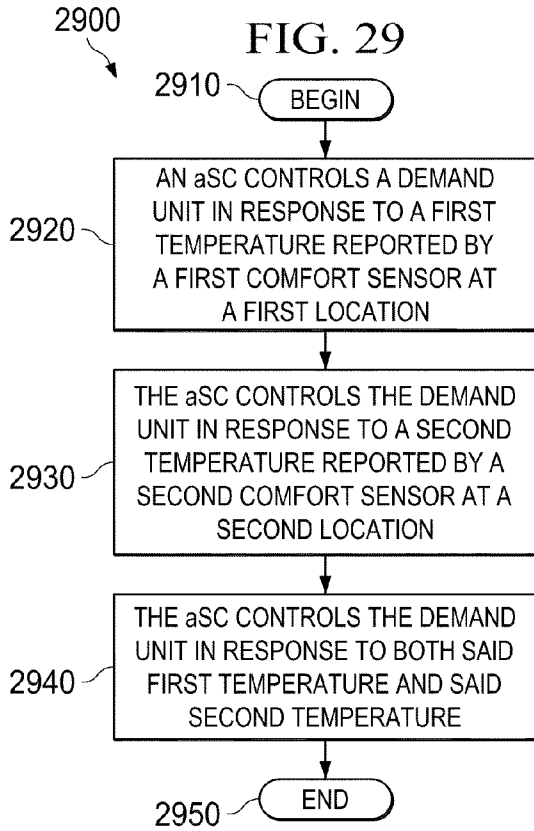 2900
FIG. 29
2910
BEGIN
2920
AN aSC CONTROLS A DEMAND
UNIT IN RESPONSE TO A FIRST
TEMPERATURE REPORTED BY
A FIRST COMFORT SENSOR AT
A FIRST LOCATION
2930
THE aSC CONTROLS THE DEMAND
UNIT IN RESPONSE TO A SECOND
TEMPERATURE REPORTED BY A
SECOND COMFORT SENSOR AT A
SECOND LOCATION
2940
THE aSC CONTROLS THE DEMAND
UNIT IN RESPONSE TO BOTH SAID
FIRST TEMPERATURE AND SAID
SECOND TEMPERATURE
2950
END